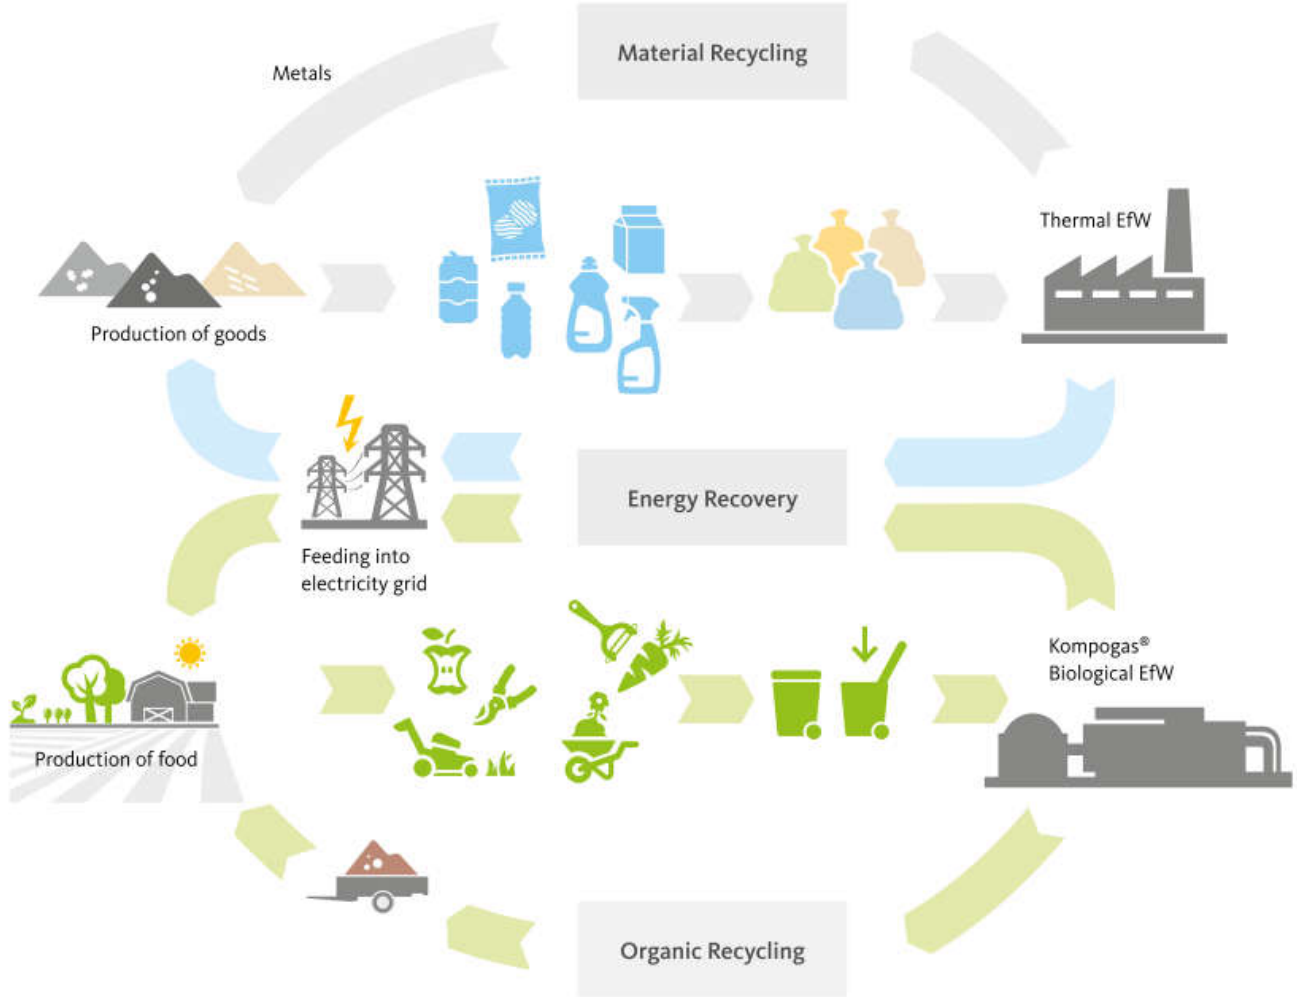 Material Recycling
Metals
Thermal EfW
Production of goods
Energy Recovery
Feeding into
electricity grid
Kompogas®
Biological EfW
Production of food
Organic Recycling